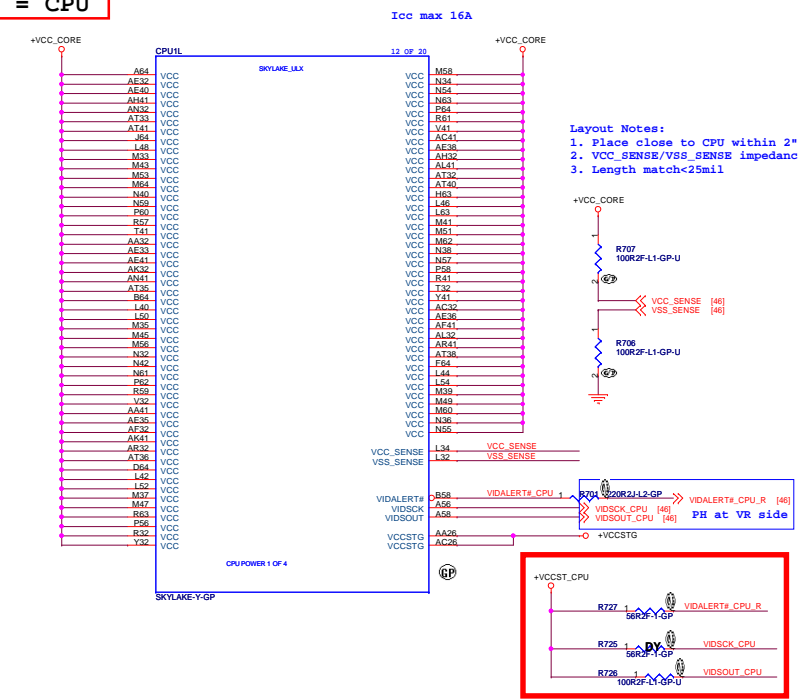 = CPU
Icc max 16A
+VCC_CORE
+VCC_CORE
CPU1L
12 OF 20
SKYLAKE_ULX
A64 VCC VCC M58
AE32 VCC VCC N34
AE40 VCC VCC N54
AH41 VCC VCC N63
AN32 VCC VCC P64
AT33 VCC VCC R61
AT41 VCC VCC V41
J64 VCC VCC AC41
L48 VCC VCC AE38
M33 VCC VCC AH32
M43 VCC VCC AL41
M53 VCC VCC AT32
M64 VCC VCC AT40
N40 VCC VCC H63
N59 VCC VCC L46
P60 VCC VCC L63
R57 VCC VCC M41
T41 VCC VCC M51
AA32 VCC VCC M62
AE33 VCC VCC N38
AE41 VCC VCC N57
AK32 VCC VCC P58
AN41 VCC VCC R41
AT35 VCC VCC T32
B64 VCC VCC Y41
L40 VCC VCC AC32
L50 VCC VCC AE36
M35 VCC VCC AF41
M45 VCC VCC AL32
M56 VCC VCC AR41
N32 VCC VCC AT38
N42 VCC VCC F64
N61 VCC VCC L44
P62 VCC VCC L54
R59 VCC VCC M39
V32 VCC VCC M49
AA41 VCC VCC M60
AE35 VCC VCC N36
AF32 VCC VCC N55
AK41 VCC
AR32 VCC VCC_SENSE L34 VCC_SENSE
AT36 VCC VSS_SENSE L32 VSS_SENSE
D64 VCC
L42 VCC
L52 VCC
M37 VCC VIDALERT# B58 VIDALERT#_CPU 1 R701 220R2J-L2-GP VIDALERT#_CPU_R [46]
M47 VCC VIDSCK A56 VIDSCK_CPU [46]
R63 VCC VIDSOUT A58 VIDSOUT_CPU [46] PH at VR side
P56 VCC
R32 VCC VCCSTG AA26 +VCCSTG
Y32 VCC VCCSTG AC26
CPU POWER 1 OF 4
SKYLAKE-Y-GP
GP
Layout Notes:
1. Place close to CPU within 2"
2. VCC_SENSE/VSS_SENSE impedanc
3. Length match<25mil
+VCC_CORE
1
R707
100R2F-L1-GP-U
2
VCC_SENSE [46]
VSS_SENSE [46]
1
R706
100R2F-L1-GP-U
2
+VCCST_CPU
R727 1 VIDALERT#_CPU_R
56R2F-1-GP
R725 1 DY VIDSCK_CPU
56R2F-1-GP
R726 1 VIDSOUT_CPU
100R2F-L1-GP-U